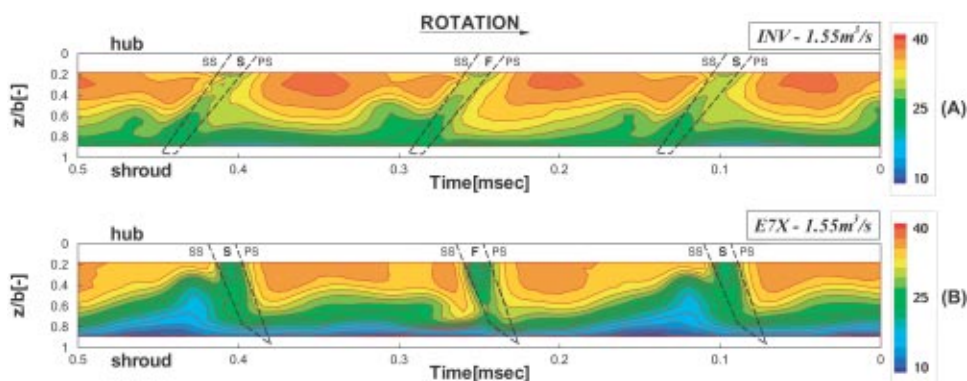 ROTATION
INV - 1.55m³/s
hub
SS S PS
SS F PS
SS S PS
z/b[-]
0
0.2
0.4
0.6
0.8
1
40
25
10
(A)
0.5
0.4
0.3
0.2
0.1
0
shroud
Time[msec]
E7X - 1.55m³/s
hub
SS S PS
SS F PS
SS S PS
z/b[-]
0
0.2
0.4
0.6
0.8
1
40
25
10
(B)
0.5
0.4
0.3
0.2
0.1
0
shroud
Time[msec]